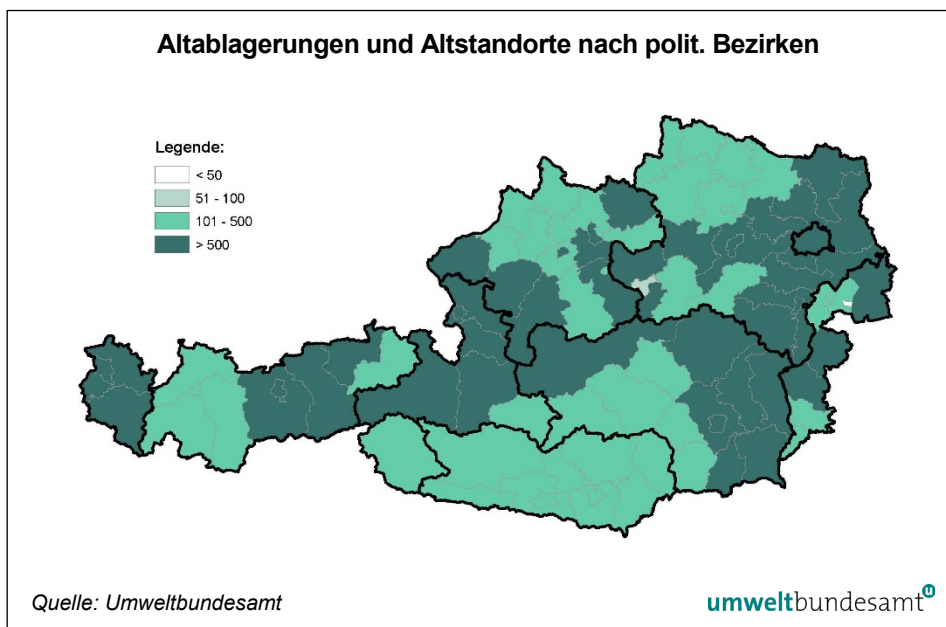 Altablagerungen und Altstandorte nach polit. Bezirken
Legende:
< 50
51 - 100
101 - 500
> 500
Quelle: Umweltbundesamt
umweltbundesamt
u